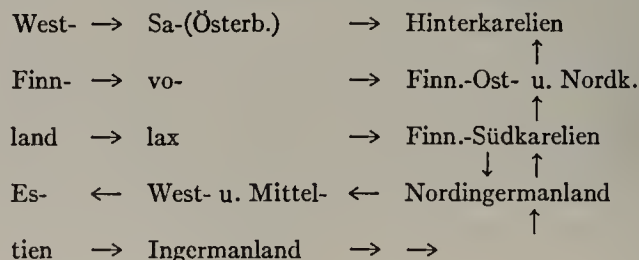 West- → Sa-(Österb.) → Hinterkarelien
↑
Finn- → vo- → Finn.-Ost- u. Nordk.
↑
land → lax → Finn.-Südkarelien
↓ ↑
Es- ← West- u. Mittel- ← Nordingermanland
↑
tien → Ingermanland → →